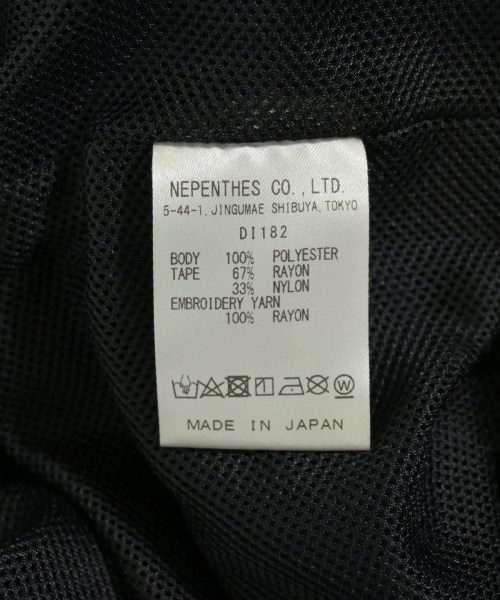 NEPENTHES CO.,LTD.
5-44-1, JINGUMAE SHIBUYA, TOKYO
DI182
BODY 100% POLYESTER
TAPE 67% RAYON
33% NYLON
EMBROIDERY YARN
100% RAYON
MADE IN JAPAN